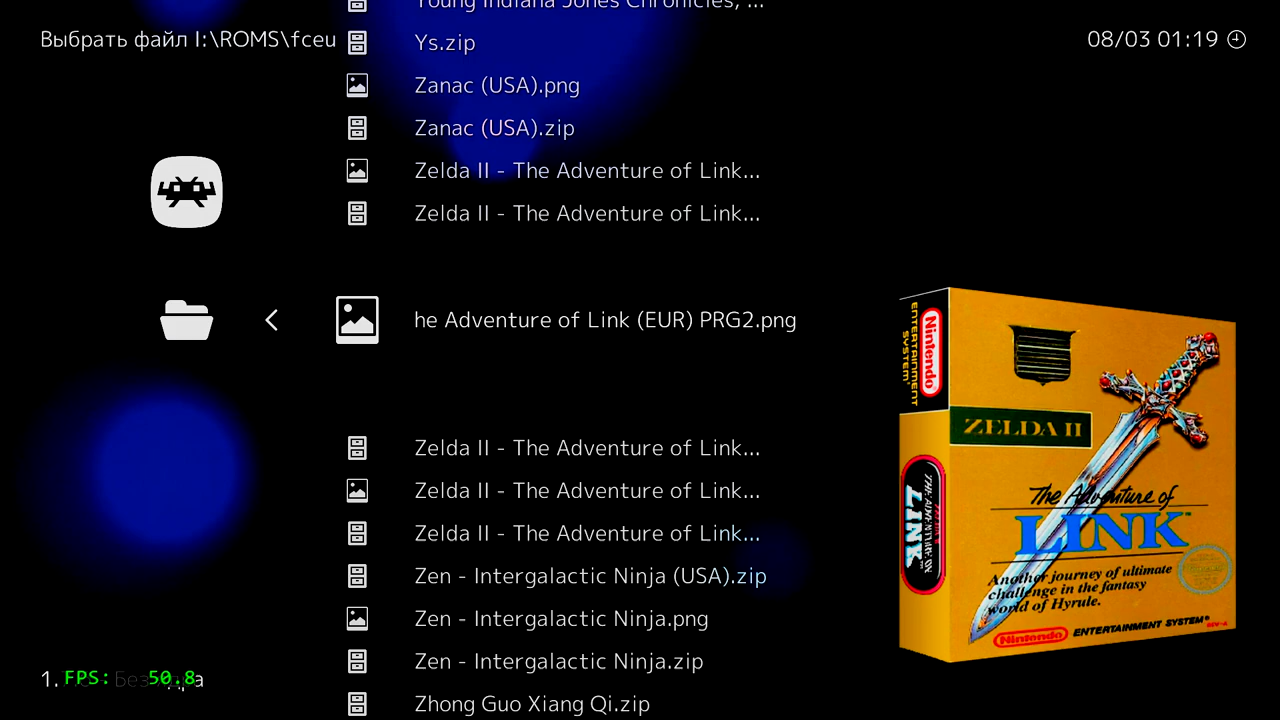 Young Indiana Jones Chronicles, ...
Выбрать файл I:\ROMS\fceu
08/03 01:19
Ys.zip
Zanac (USA).png
Zanac (USA).zip
Zelda II - The Adventure of Link...
Zelda II - The Adventure of Link...
he Adventure of Link (EUR) PRG2.png
Zelda II - The Adventure of Link...
Zelda II - The Adventure of Link...
Zelda II - The Adventure of Link...
Zen - Intergalactic Ninja (USA).zip
Zen - Intergalactic Ninja.png
Zen - Intergalactic Ninja.zip
Zhong Guo Xiang Qi.zip
Nintendo
ENTERTAINMENT
SYSTEM
THE ADVENTURE OF
LINK
ZELDA II
The Adventure of
LINK™
Another journey of ultimate
challenge in the fantasy
world of Hyrule.
Nintendo ENTERTAINMENT SYSTEM®
1.
FPS: 50.8